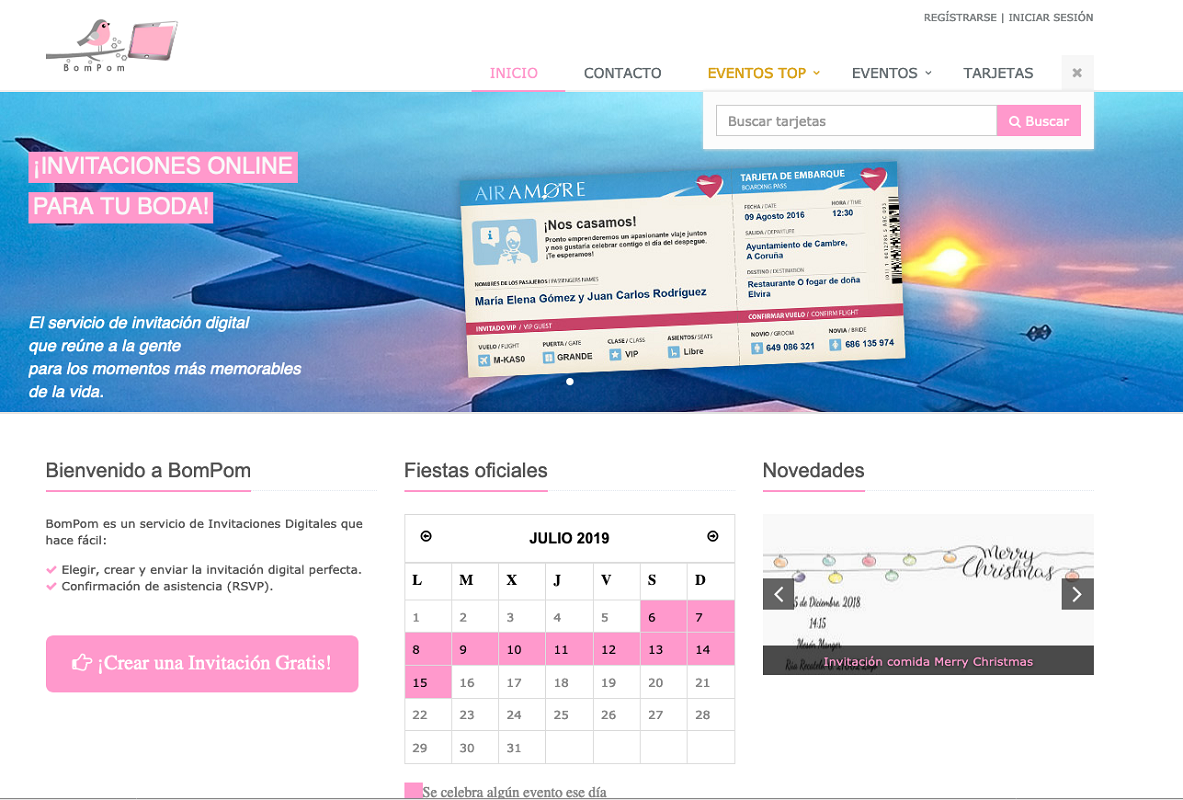 REGÍSTRARSE | INICIAR SESIÓN
BomPom
INICIO CONTACTO EVENTOS TOP EVENTOS TARJETAS
Buscar tarjetas Buscar
¡INVITACIONES ONLINE
PARA TU BODA!
El servicio de invitación digital
que reúne a la gente
para los momentos más memorables
de la vida.
AIRAMORE
¡Nos casamos!
Pronto emprenderemos un apasionante viaje juntos
y nos gustaría celebrar contigo el día del despegue.
¡Te esperamos!
NOMBRES DE LOS PASAJEROS / PASSENGERS NAMES
María Elena Gómez y Juan Carlos Rodríguez
INVITADO VIP / VIP GUEST
VUELO / FLIGHT PUERTA / GATE CLASE / CLASS ASIENTOS / SEATS
M-KAS0 GRANDE VIP Libre
TARJETA DE EMBARQUE
BOARDING PASS
FECHA / DATE HORA / TIME
09 Agosto 2016 12:30
SALIDA / DEPARTURE
Ayuntamiento de Cambre,
A Coruña
DESTINO / DESTINATION
Restaurante O fogar de doña
Elvira
CONFIRMAR VUELO / CONFIRM FLIGHT
NOVIO / GROOM NOVIA / BRIDE
649 086 321 686 135 974
Bienvenido a BomPom
BomPom es un servicio de Invitaciones Digitales que
hace fácil:
Elegir, crear y enviar la invitación digital perfecta.
Confirmación de asistencia (RSVP).
¡Crear una Invitación Gratis!
Fiestas oficiales
JULIO 2019
L M X J V S D
1 2 3 4 5 6 7
8 9 10 11 12 13 14
15 16 17 18 19 20 21
22 23 24 25 26 27 28
29 30 31
Se celebra algún evento ese día
Novedades
Merry
Christmas
5 de Diciembre, 2018
14:15
Invitación comida Merry Christmas